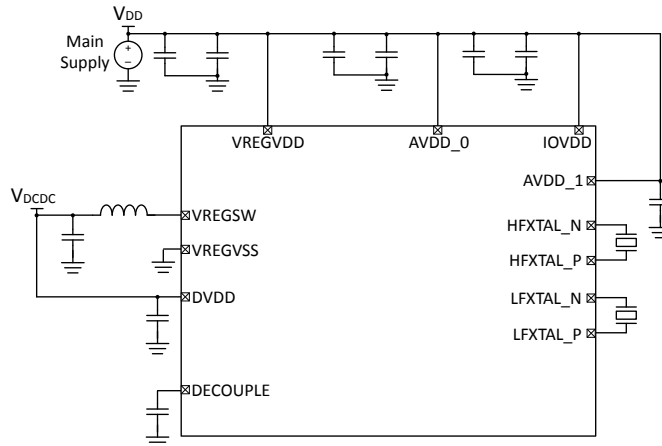 VDD
Main
Supply
+
−
VREGVDD
AVDD_0
IOVDD
AVDD_1
VDCDC
VREGSW
HFXTAL_N
VREGVSS
HFXTAL_P
DVDD
LFXTAL_N
LFXTAL_P
DECOUPLE